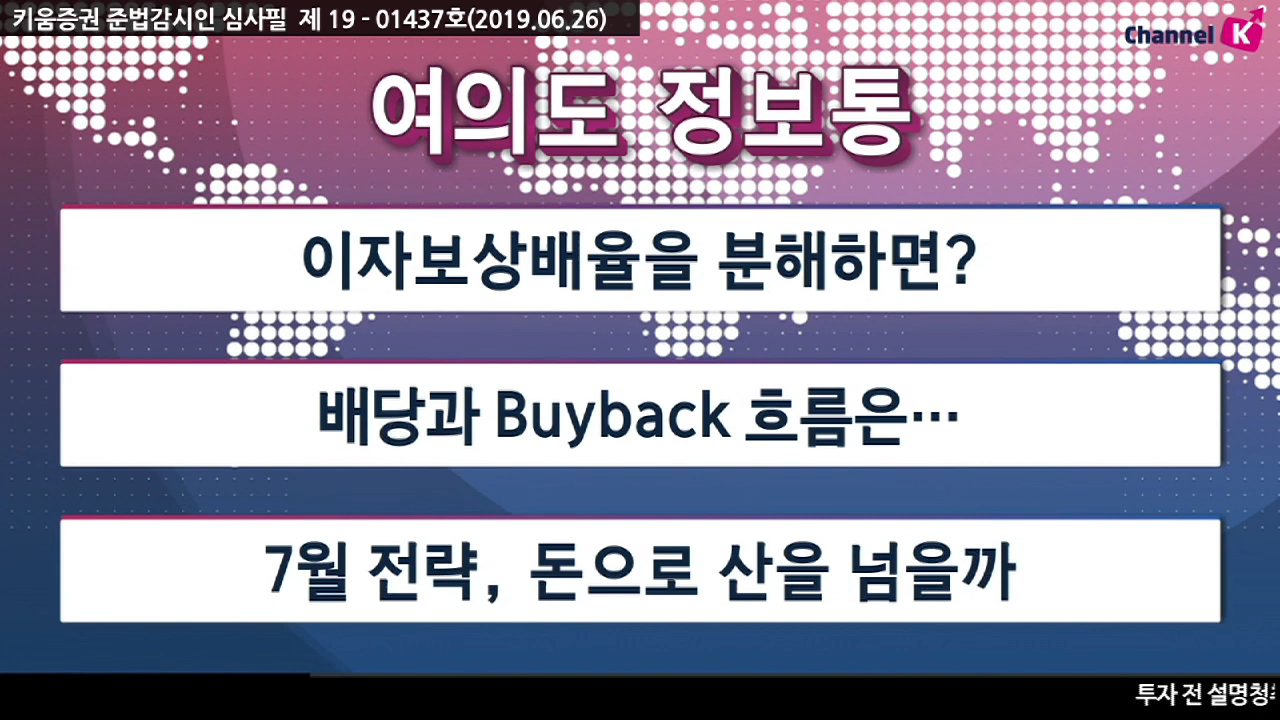 키움증권 준법감시인 심사필 제 19 - 01437호(2019.06.26)
Channel K
여의도 정보통
이자보상배율을 분해하면?
배당과 Buyback 흐름은…
7월 전략, 돈으로 산을 넘을까
투자 전 설명청